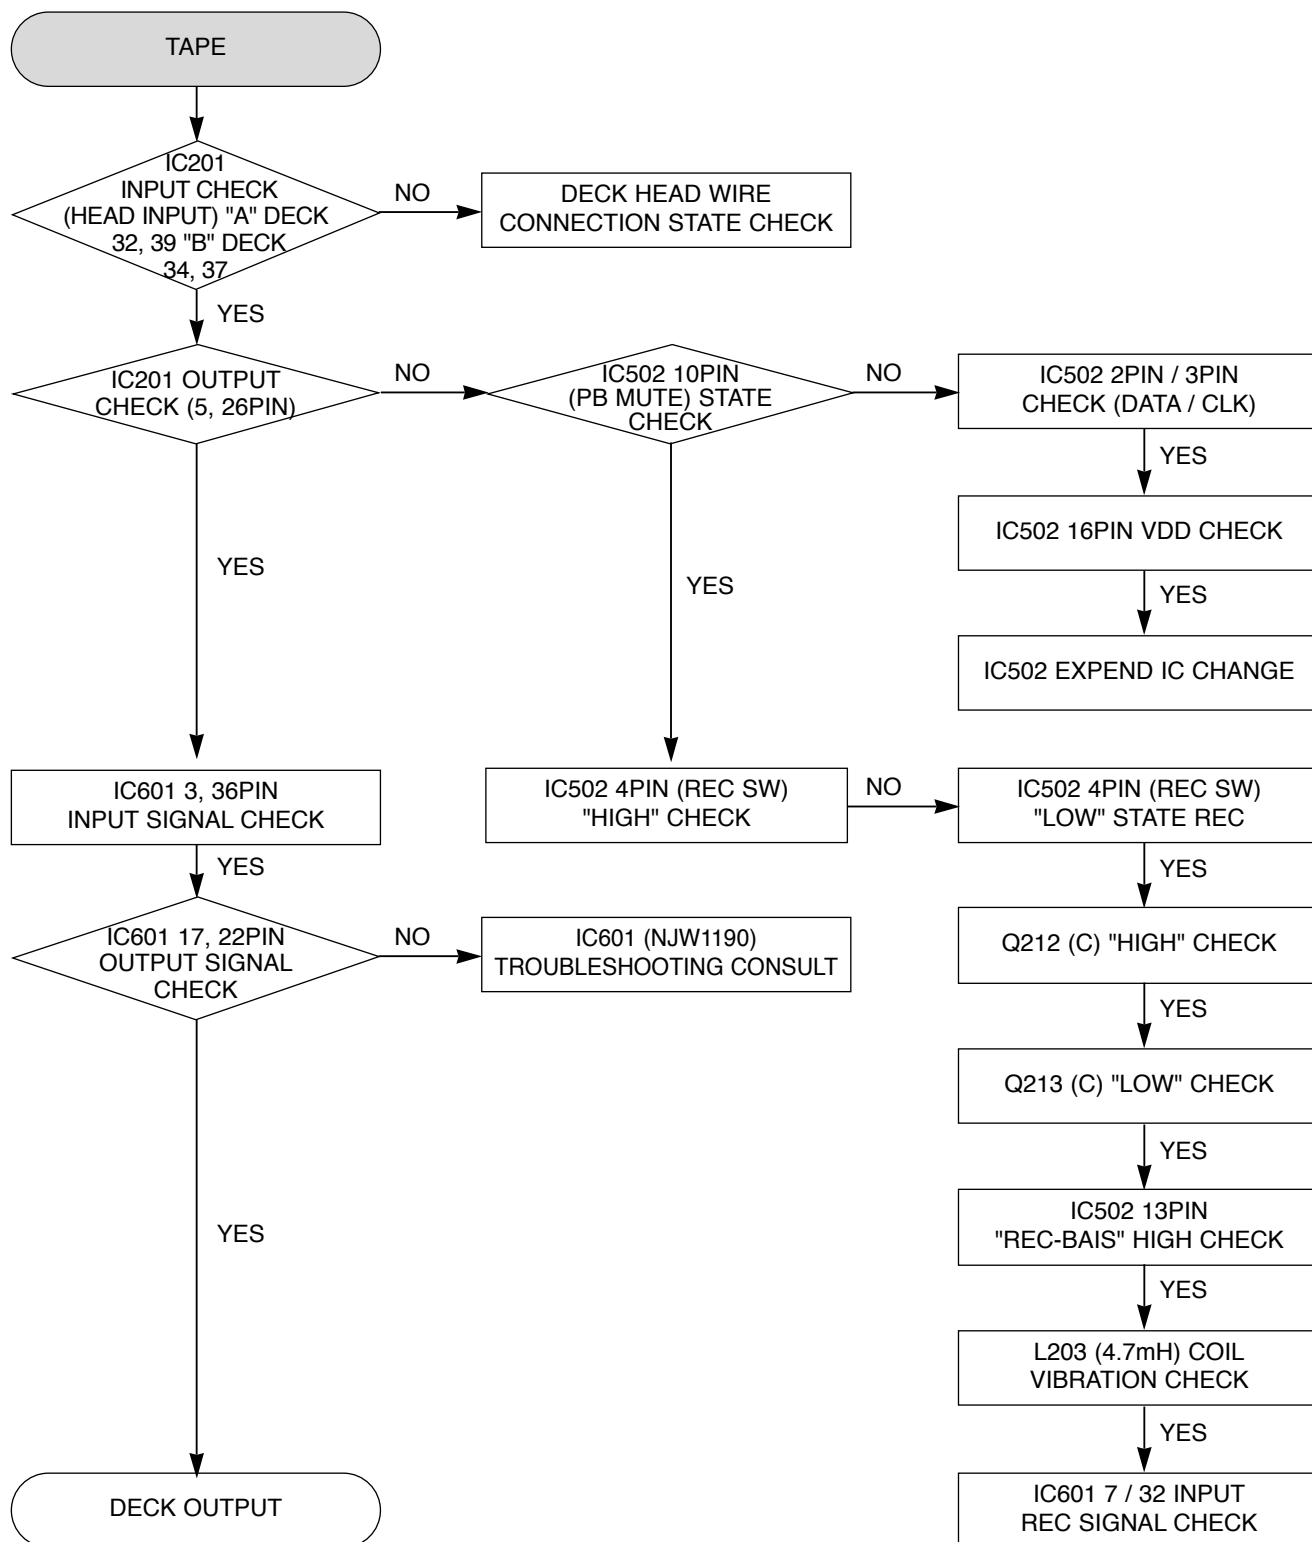 TAPE
IC201
INPUT CHECK
(HEAD INPUT) "A" DECK
32, 39 "B" DECK
34, 37
NO
DECK HEAD WIRE
CONNECTION STATE CHECK
YES
IC201 OUTPUT
CHECK (5, 26PIN)
NO
IC502 10PIN
(PB MUTE) STATE
CHECK
NO
IC502 2PIN / 3PIN
CHECK (DATA / CLK)
YES
IC502 16PIN VDD CHECK
YES
IC502 EXPEND IC CHANGE
YES
YES
IC601 3, 36PIN
INPUT SIGNAL CHECK
IC502 4PIN (REC SW)
"HIGH" CHECK
NO
IC502 4PIN (REC SW)
"LOW" STATE REC
YES
YES
IC601 17, 22PIN
OUTPUT SIGNAL
CHECK
NO
IC601 (NJW1190)
TROUBLESHOOTING CONSULT
Q212 (C) "HIGH" CHECK
YES
Q213 (C) "LOW" CHECK
YES
IC502 13PIN
"REC-BAIS" HIGH CHECK
YES
YES
L203 (4.7mH) COIL
VIBRATION CHECK
YES
DECK OUTPUT
IC601 7 / 32 INPUT
REC SIGNAL CHECK